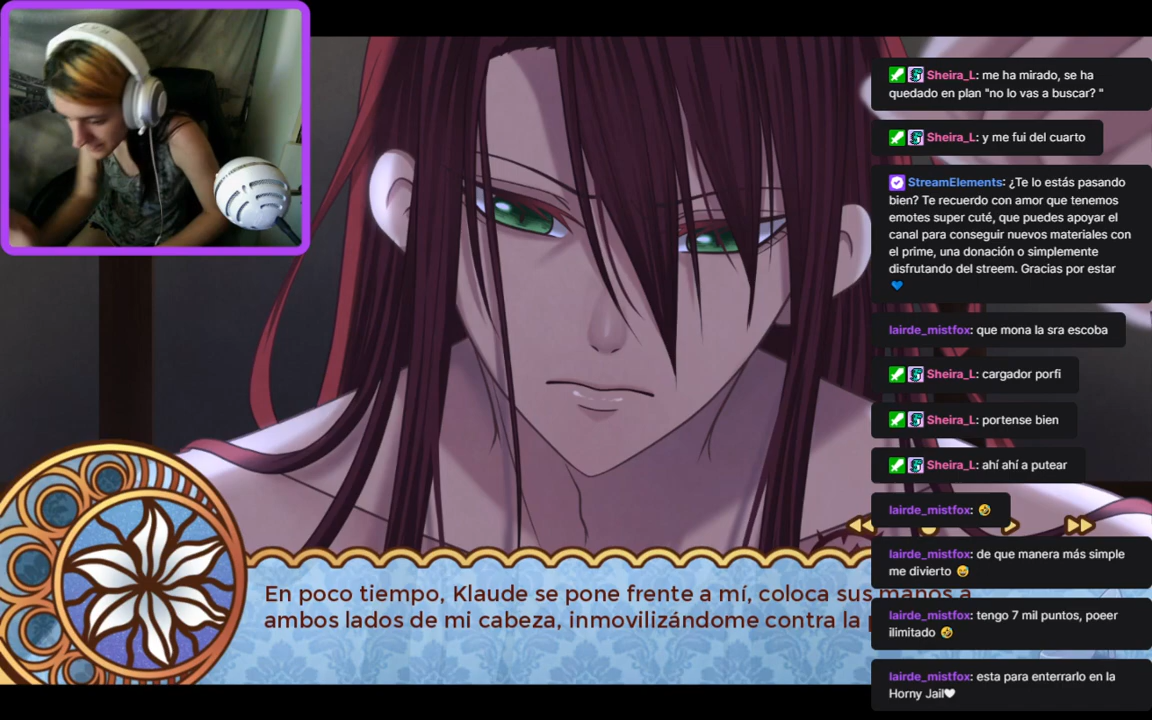 Sheira_L: me ha mirado, se ha
quedado en plan "no lo vas a buscar? "
Sheira_L: y me fui del cuarto
StreamElements: ¿Te lo estás pasando
bien? Te recuerdo con amor que tenemos
emotes super cuté, que puedes apoyar el
canal para conseguir nuevos materiales con
el prime, una donación o simplemente
disfrutando del streem. Gracias por estar
💙
lairde_mistfox: que mona la sra escoba
Sheira_L: cargador porfi
Sheira_L: portense bien
Sheira_L: ahí ahí a putear
lairde_mistfox: 🤣
lairde_mistfox: de que manera más simple
me divierto 😅
lairde_mistfox: tengo 7 mil puntos, poeer
ilimitado 🤣
lairde_mistfox: esta para enterrarlo en la
Horny Jail🤍
En poco tiempo, Klaude se pone frente a mí, coloca sus manos a
ambos lados de mi cabeza, inmovilizándome contra la